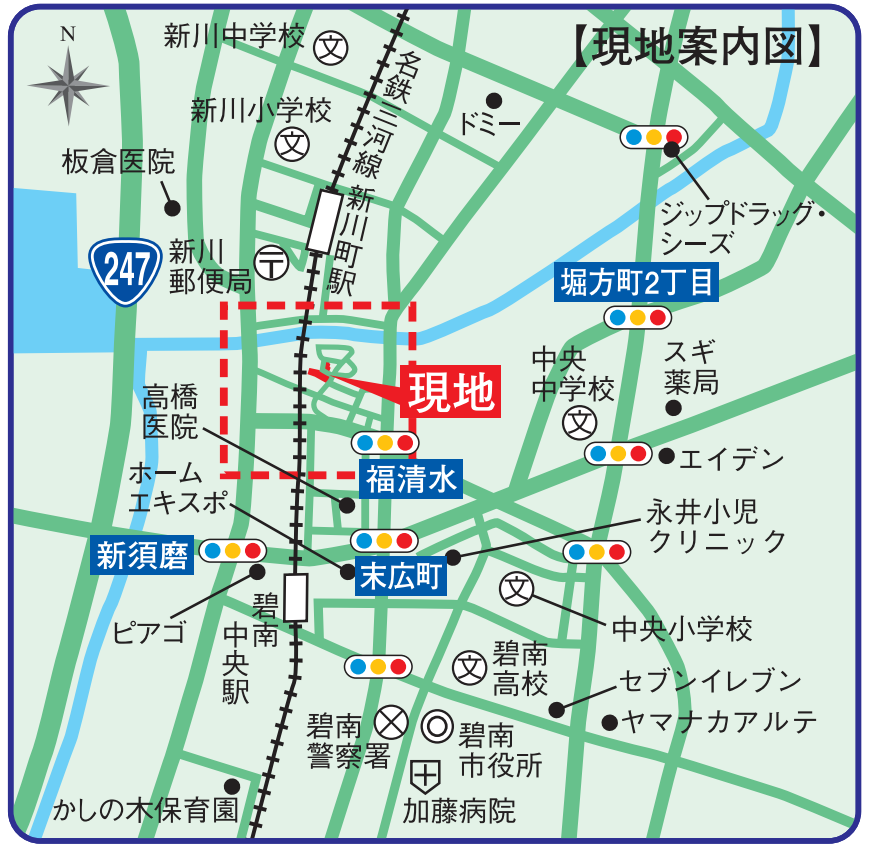 N
新川中学校
文
【現地案内図】
名鉄三河線
ドミー
新川小学校
文
板倉医院
ジップドラッグ・
シーズ
新川町駅
247
新川
郵便局
〒
堀方町2丁目
中央
中学校
文
スギ
薬局
現地
高橋
医院
エイデン
福清水
ホーム
エキスポ
永井小児
クリニック
新須磨
末広町
文
中央小学校
ピアゴ
碧南
中央駅
文
碧南
高校
セブンイレブン
ヤマナカアルテ
碧南
警察署
碧南
市役所
加藤病院
かしの木保育園